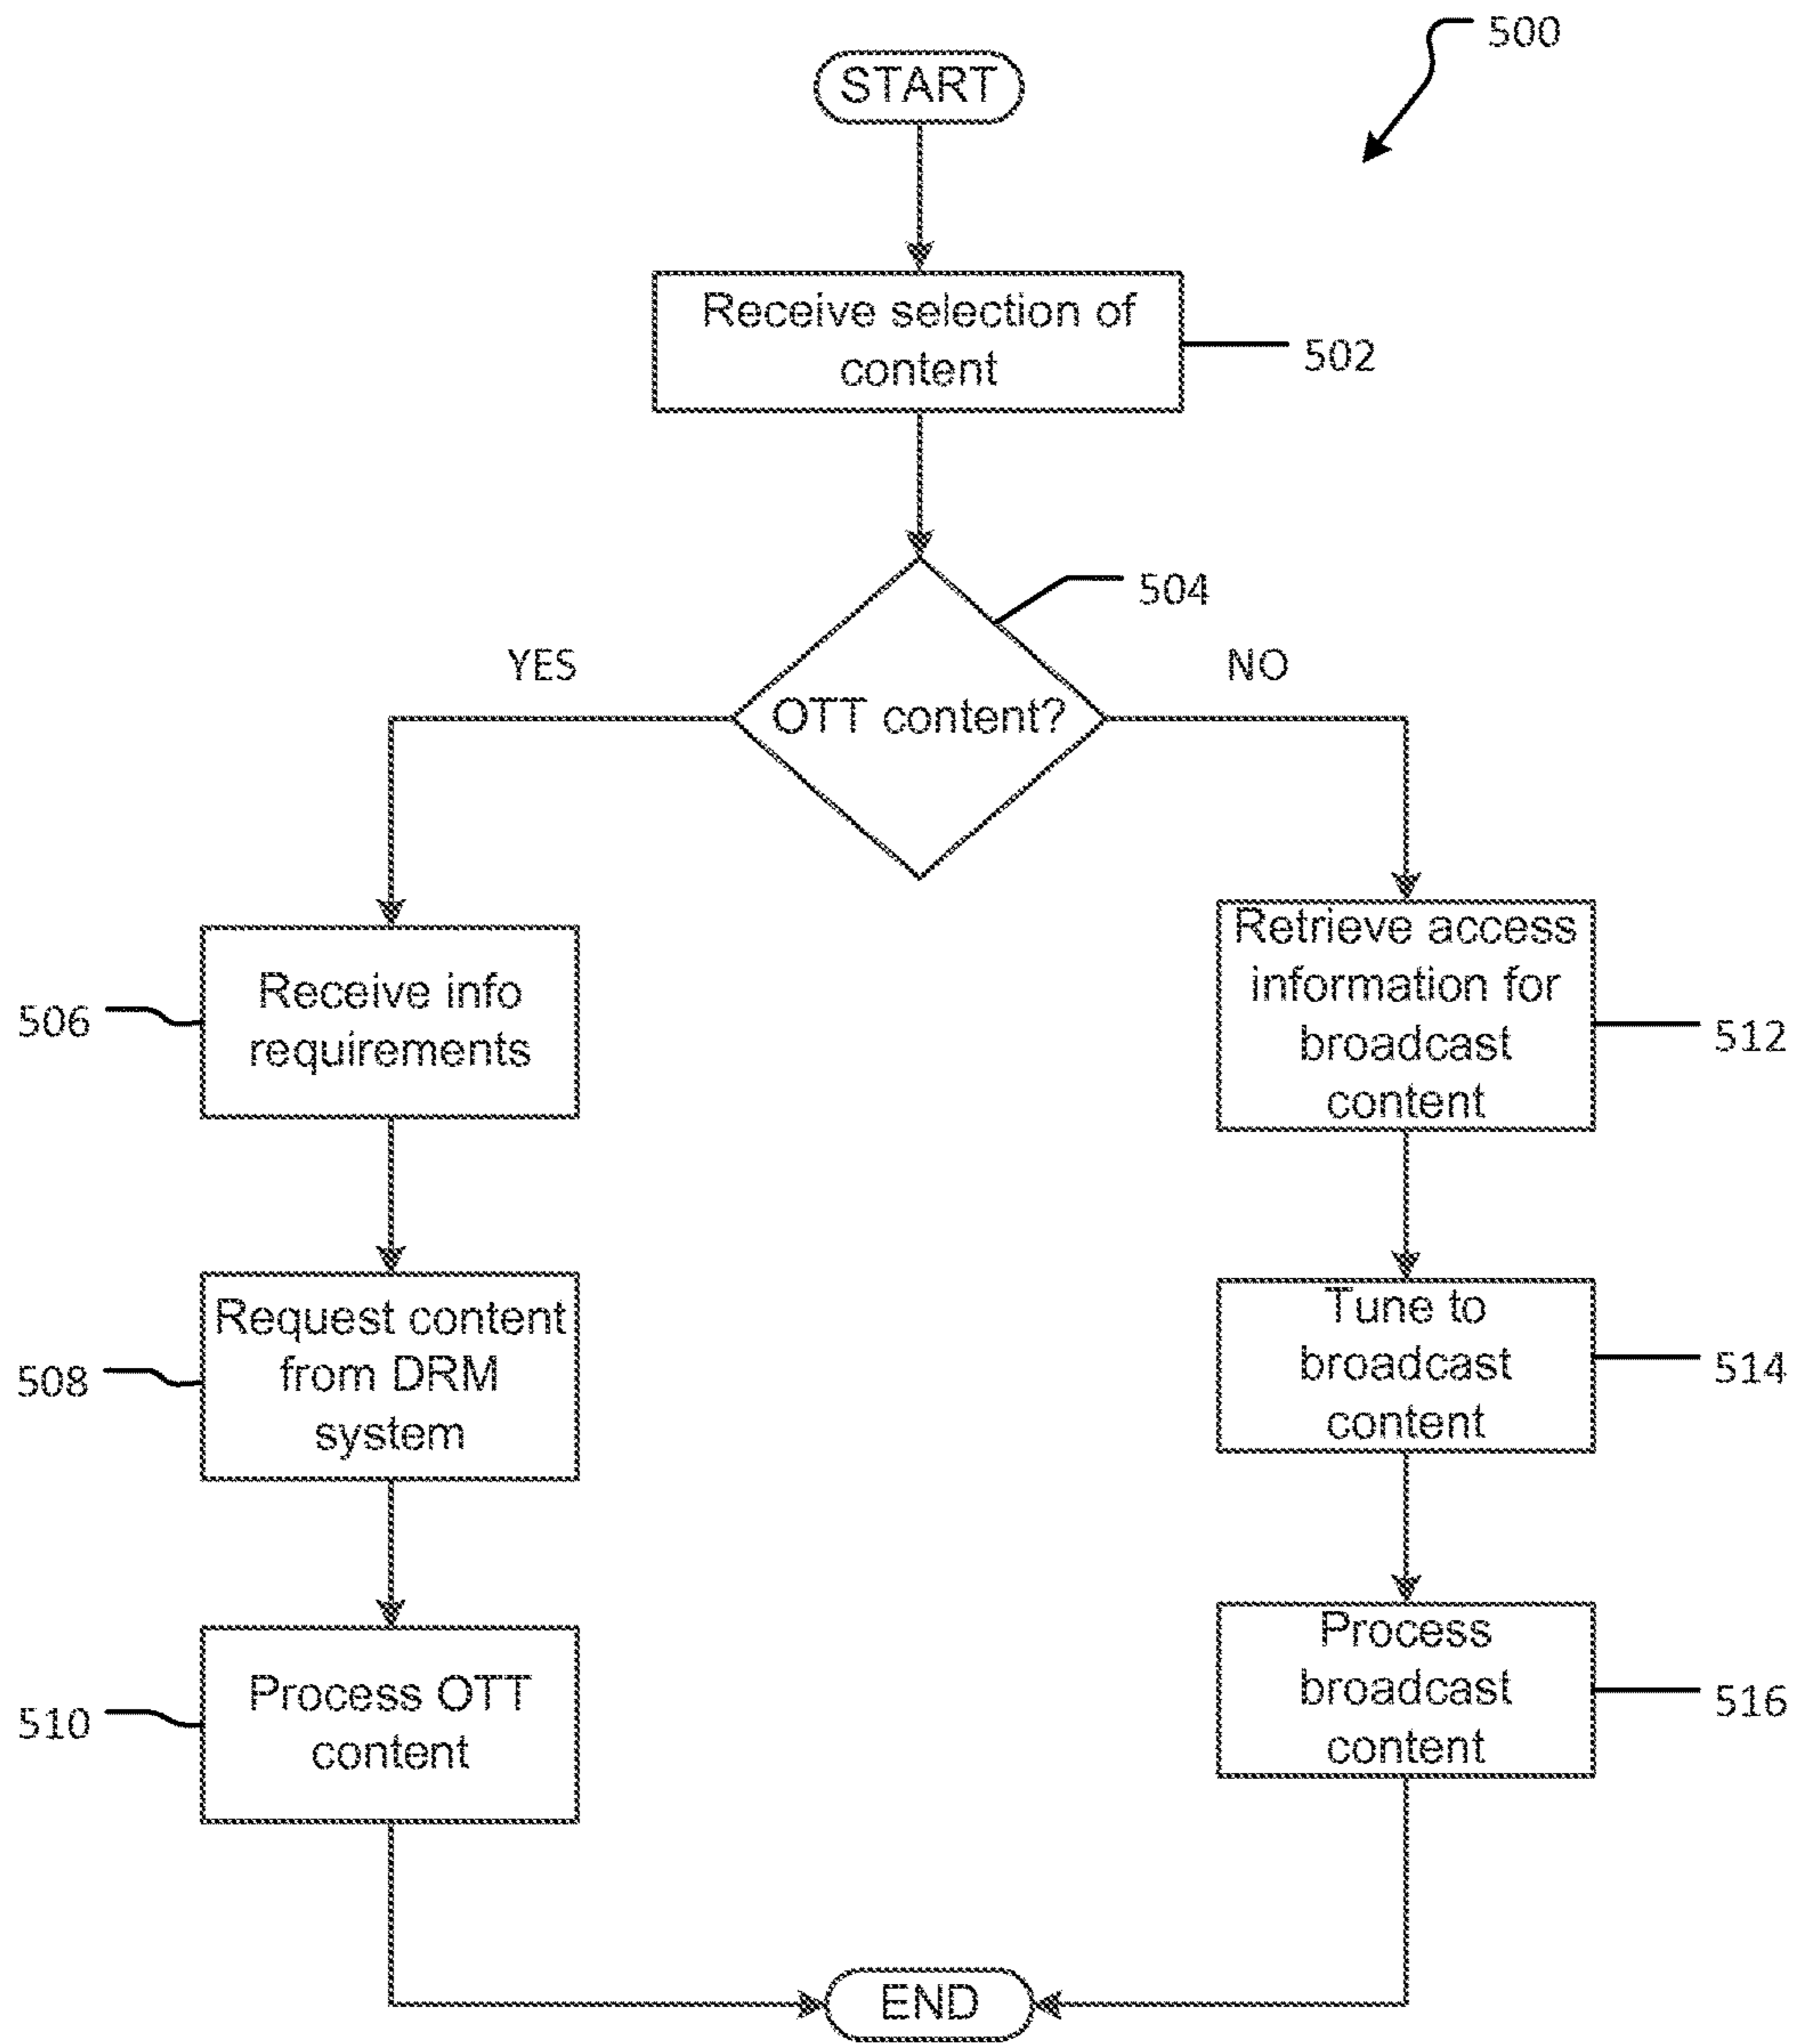 500
START
Receive selection of
content
502
504
YES
NO
OTT content?
Receive info
requirements
506
Retrieve access
information for
broadcast
content
512
Request content
from DRM
system
508
Tune to
broadcast
content
514
Process OTT
content
510
Process
broadcast
content
516
END